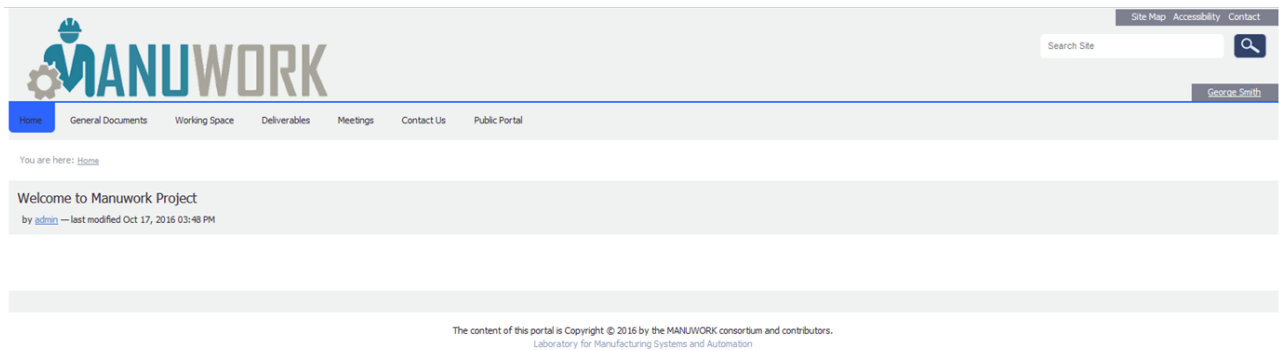 Site Map Accessibility Contact
MANUWORK
Search Site
George Smith
Home General Documents Working Space Deliverables Meetings Contact Us Public Portal
You are here: Home
Welcome to Manuwork Project
by admin — last modified Oct 17, 2016 03:48 PM
The content of this portal is Copyright © 2016 by the MANUWORK consortium and contributors.
Laboratory for Manufacturing Systems and Automation